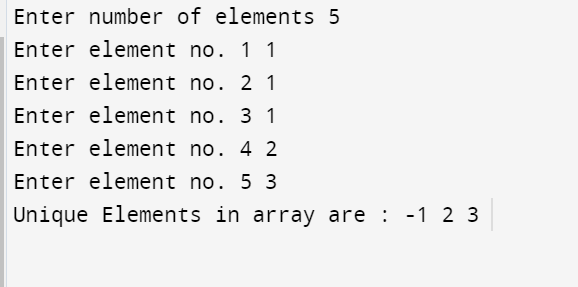 Enter number of elements 5
Enter element no. 1 1
Enter element no. 2 1
Enter element no. 3 1
Enter element no. 4 2
Enter element no. 5 3
Unique Elements in array are : -1 2 3